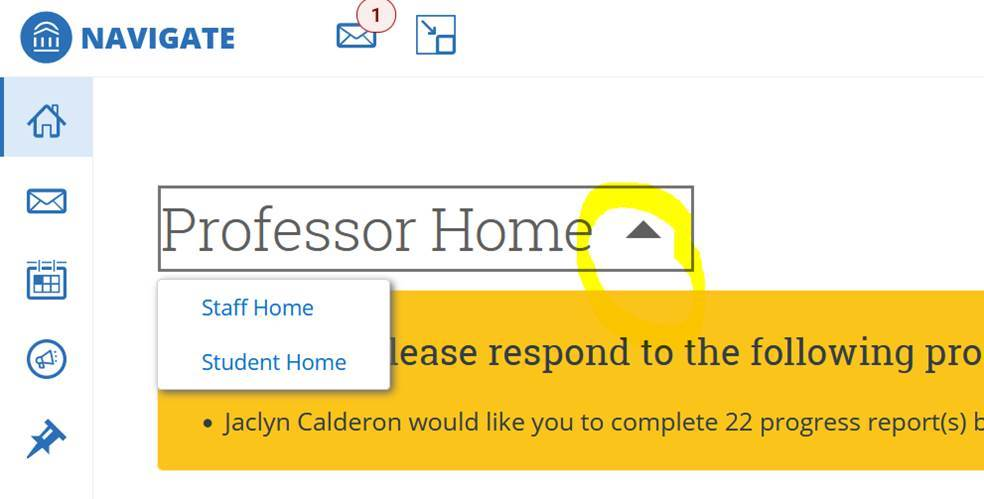 NAVIGATE
1
Professor Home
Staff Home
Student Home
lease respond to the following pro
• Jaclyn Calderon would like you to complete 22 progress report(s) b